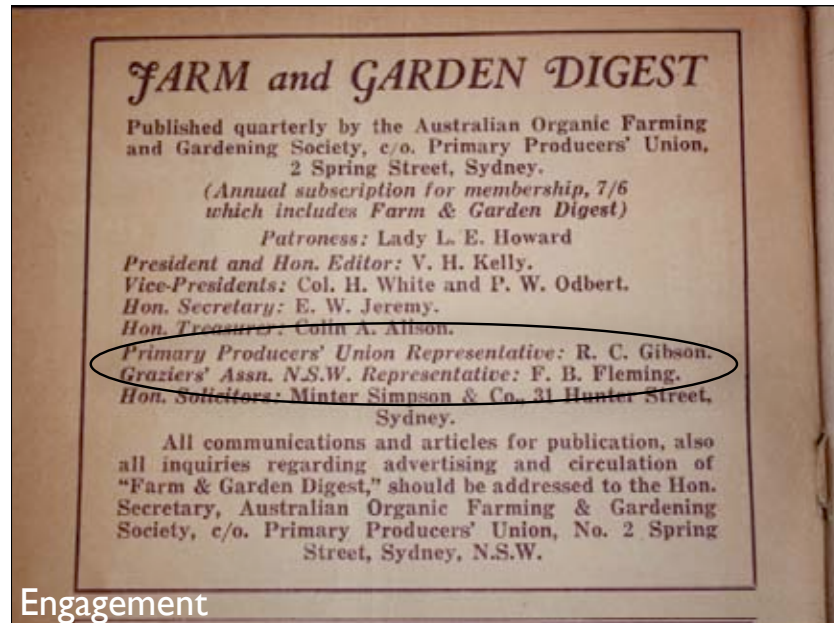 FARM and GARDEN DIGEST
Published quarterly by the Australian Organic Farming
and Gardening Society, c/o. Primary Producers' Union,
2 Spring Street, Sydney.
(Annual subscription for membership, 7/6
which includes Farm & Garden Digest)
Patroness: Lady L. E. Howard
President and Hon. Editor: V. H. Kelly.
Vice-Presidents: Col. H. White and P. W. Odbert.
Hon. Secretary: E. W. Jeremy.
Hon. Treasurer: Colin A. Alison.
Primary Producers' Union Representative: R. C. Gibson.
Graziers' Assn. N.S.W. Representative: F. B. Fleming.
Hon. Solicitors: Minter Simpson & Co., 31 Hunter Street,
Sydney.
All communications and articles for publication, also
all inquiries regarding advertising and circulation of
"Farm & Garden Digest," should be addressed to the Hon.
Secretary, Australian Organic Farming & Gardening
Society, c/o. Primary Producers' Union, No. 2 Spring
Street, Sydney, N.S.W.
Engagement